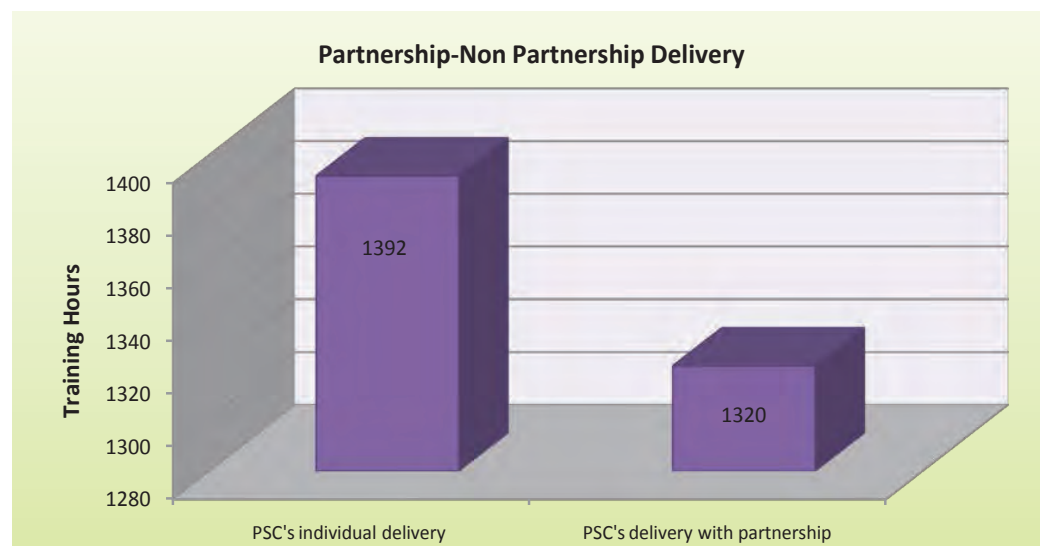 Partnership-Non Partnership Delivery
Training Hours
1400
1380
1360
1340
1320
1300
1280
1392
1320
PSC's individual delivery
PSC's delivery with partnership